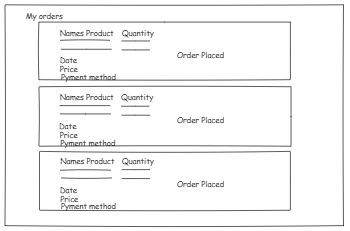 My orders
Names Product Quantity
Order Placed
Date
Price
Pyment method
Names Product Quantity
Order Placed
Date
Price
Pyment method
Names Product Quantity
Order Placed
Date
Price
Pyment method